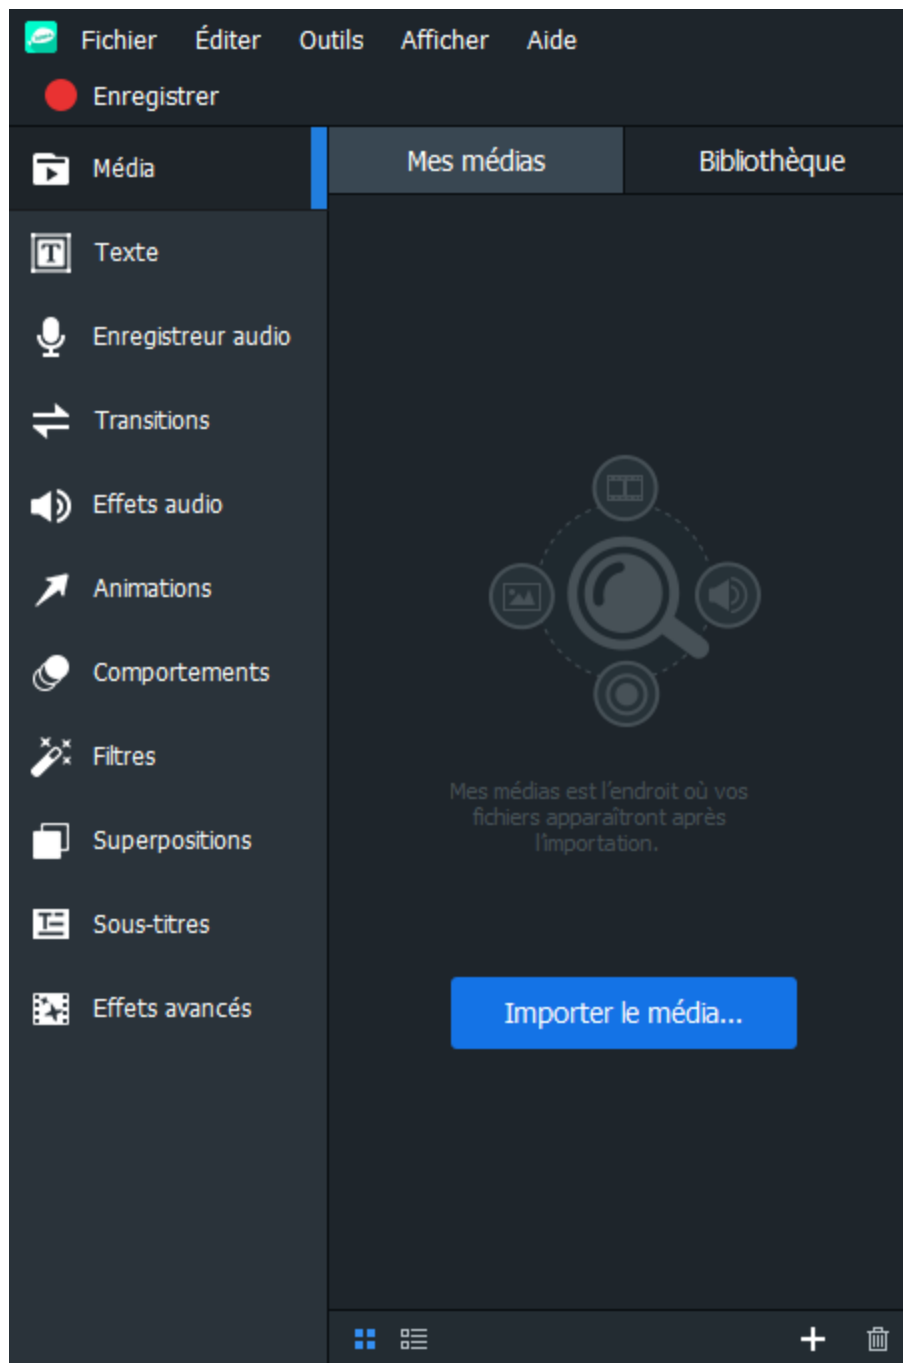 Fichier Éditer Outils Afficher Aide
Enregistrer
Média
Texte
Enregistreur audio
Transitions
Effets audio
Animations
Comportements
Filtres
Superpositions
Sous-titres
Effets avancés
Mes médias Bibliothèque
Mes médias est l'endroit où vos
fichiers apparaîtront après
l'importation.
Importer le média...